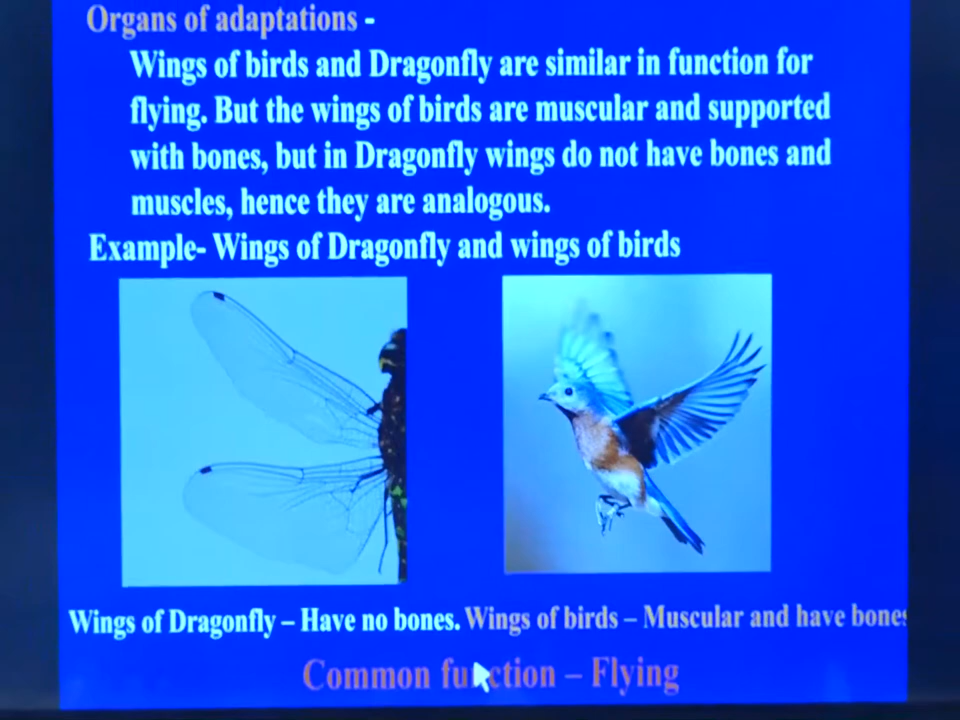 Organs of adaptations -
Wings of birds and Dragonfly are similar in function for
flying. But the wings of birds are muscular and supported
with bones, but in Dragonfly wings do not have bones and
muscles, hence they are analogous.
Example- Wings of Dragonfly and wings of birds
Wings of Dragonfly – Have no bones. Wings of birds – Muscular and have bones
Common function – Flying